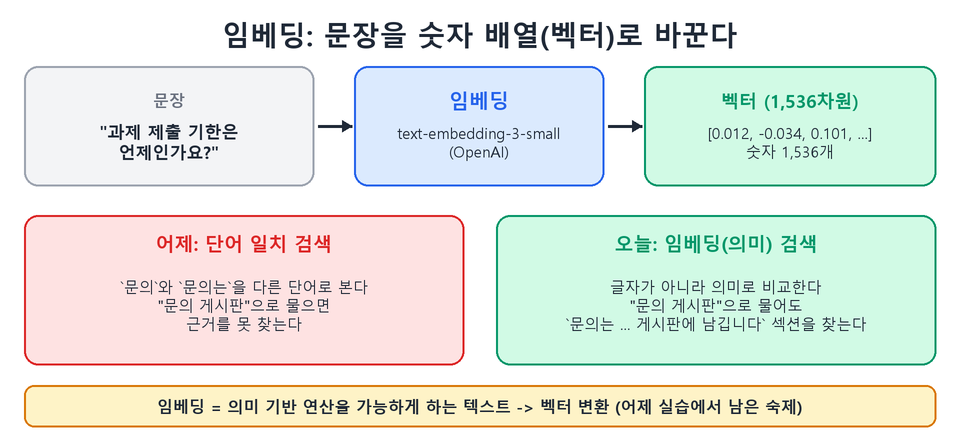 임베딩: 문장을 숫자 배열(벡터)로 바꾼다
문장
"과제 제출 기한은
언제인가요?"
임베딩
text-embedding-3-small
(OpenAI)
벡터 (1,536차원)
[0.012, -0.034, 0.101, ...]
숫자 1,536개
어제: 단어 일치 검색
`문의`와 `문의는`을 다른 단어로 본다
"문의 게시판"으로 물으면
근거를 못 찾는다
오늘: 임베딩(의미) 검색
글자가 아니라 의미로 비교한다
"문의 게시판"으로 물어도
`문의는 ... 게시판에 남깁니다` 섹션을 찾는다
임베딩 = 의미 기반 연산을 가능하게 하는 텍스트 -> 벡터 변환 (어제 실습에서 남은 숙제)